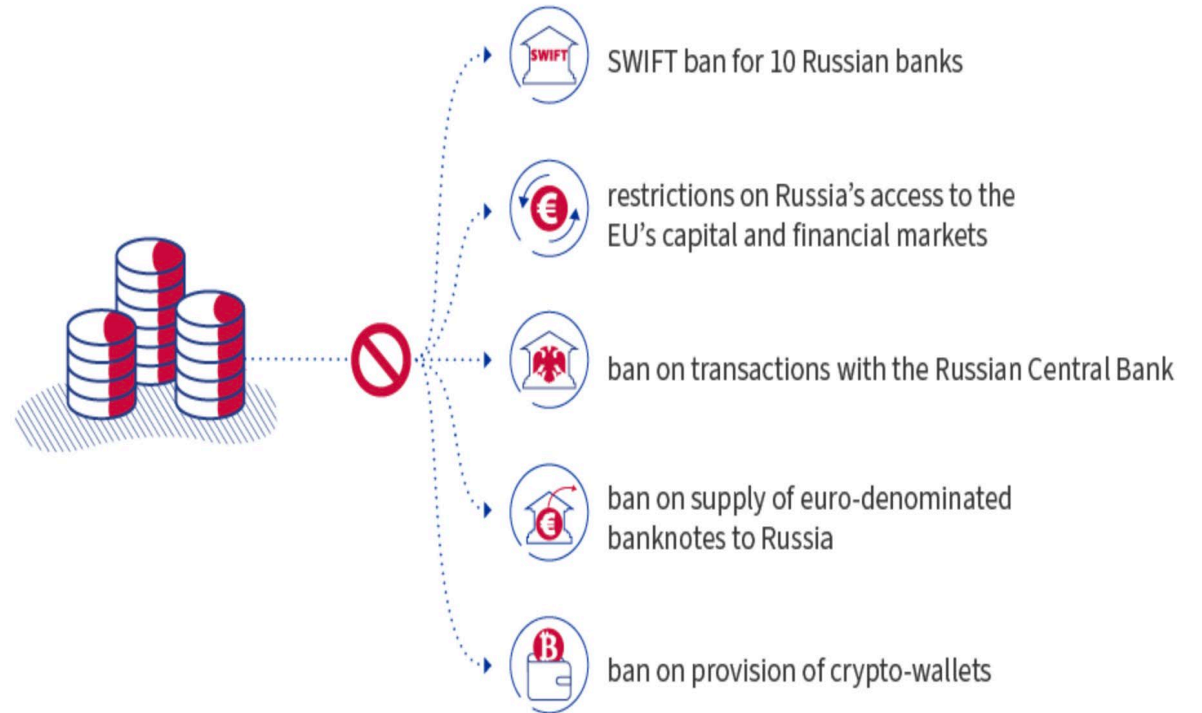 SWIFT
SWIFT ban for 10 Russian banks
restrictions on Russia’s access to the
EU’s capital and financial markets
ban on transactions with the Russian Central Bank
ban on supply of euro-denominated
banknotes to Russia
ban on provision of crypto-wallets